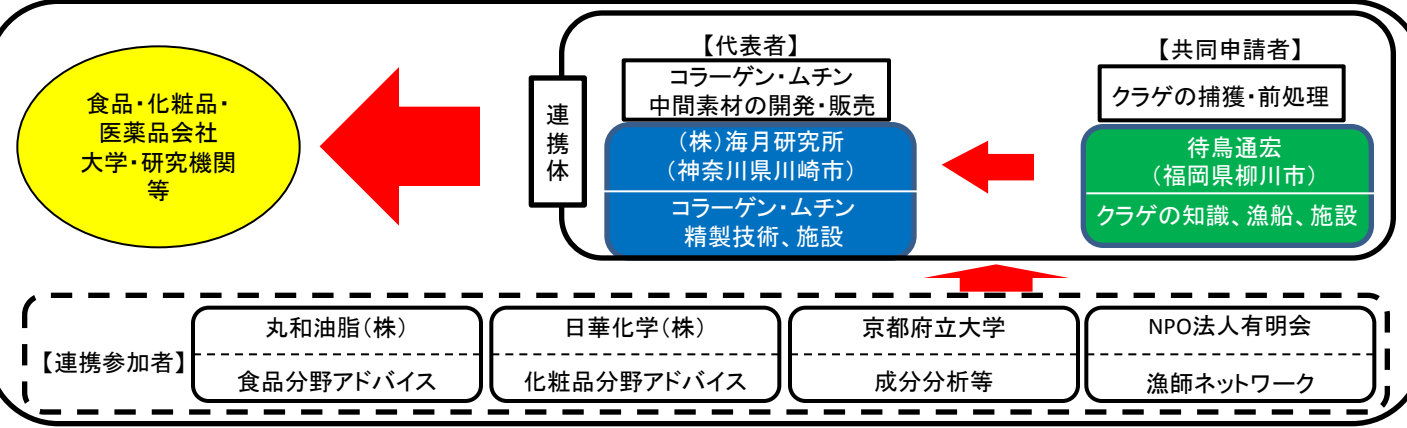 食品・化粧品・
医薬品会社
大学・研究機関
等
連携体
【代表者】
コラーゲン・ムチン
中間素材の開発・販売
(株)海月研究所
(神奈川県川崎市)
コラーゲン・ムチン
精製技術、施設
【共同申請者】
クラゲの捕獲・前処理
待鳥通宏
(福岡県柳川市)
クラゲの知識、漁船、施設
【連携参加者】
丸和油脂(株)
食品分野アドバイス
日華化学(株)
化粧品分野アドバイス
京都府立大学
成分分析等
NPO法人有明会
漁師ネットワーク